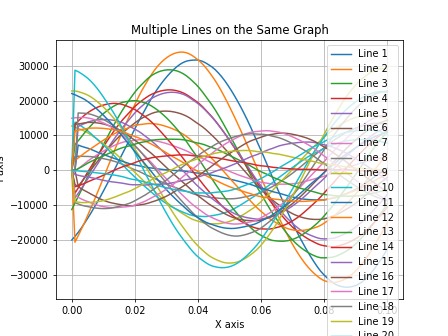 Multiple Lines on the Same Graph
30000
20000
10000
0
−10000
−20000
−30000
0.00
0.02
0.04
0.06
X axis
Line 1
Line 2
Line 3
Line 4
Line 5
Line 6
Line 7
Line 8
Line 9
Line 10
Line 11
Line 12
Line 13
Line 14
Line 15
Line 16
Line 17
Line 18
Line 19